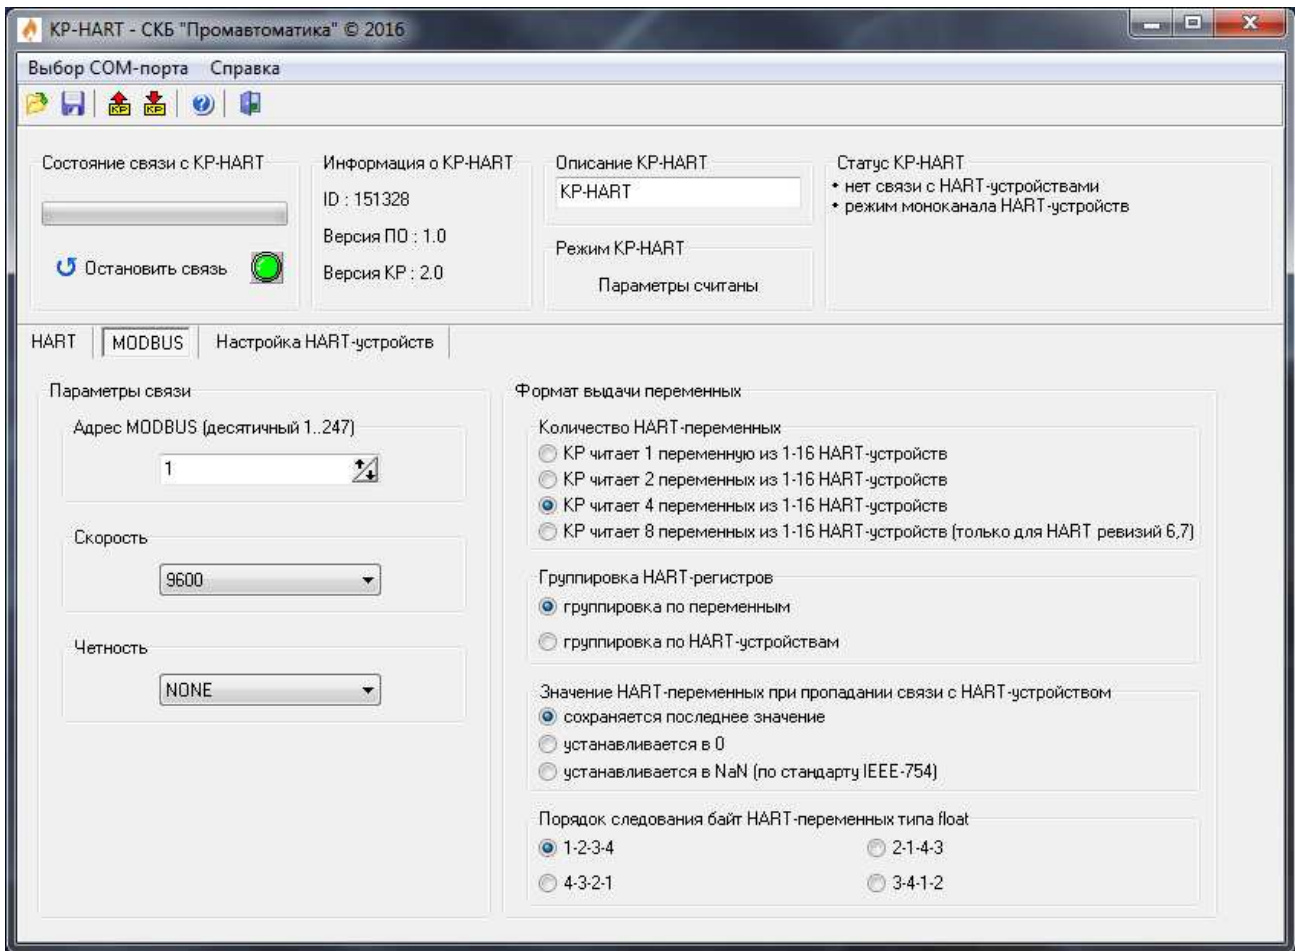 КР-HART - СКБ "Промавтоматика" © 2016
Выбор COM-порта Справка
KP KP
Состояние связи с КР-HART
Остановить связь
Информация о КР-HART
ID : 151328
Версия ПО : 1.0
Версия КР : 2.0
Описание КР-HART
КР-HART
Режим КР-HART
Параметры считаны
Статус КР-HART
• нет связи с HART-устройствами
• режим моноканала HART-устройств
HART MODBUS Настройка HART-устройств
Параметры связи
Адрес MODBUS (десятичный 1..247)
1
Скорость
9600
Четность
NONE
Формат выдачи переменных
Количество HART-переменных
КР читает 1 переменную из 1-16 HART-устройств
КР читает 2 переменных из 1-16 HART-устройств
КР читает 4 переменных из 1-16 HART-устройств
КР читает 8 переменных из 1-16 HART-устройств (только для HART ревизий 6,7)
Группировка HART-регистров
группировка по переменным
группировка по HART-устройствам
Значение HART-переменных при пропадании связи с HART-устройством
сохраняется последнее значение
устанавливается в 0
устанавливается в NaN (по стандарту IEEE-754)
Порядок следования байт HART-переменных типа float
1-2-3-4 2-1-4-3
4-3-2-1 3-4-1-2